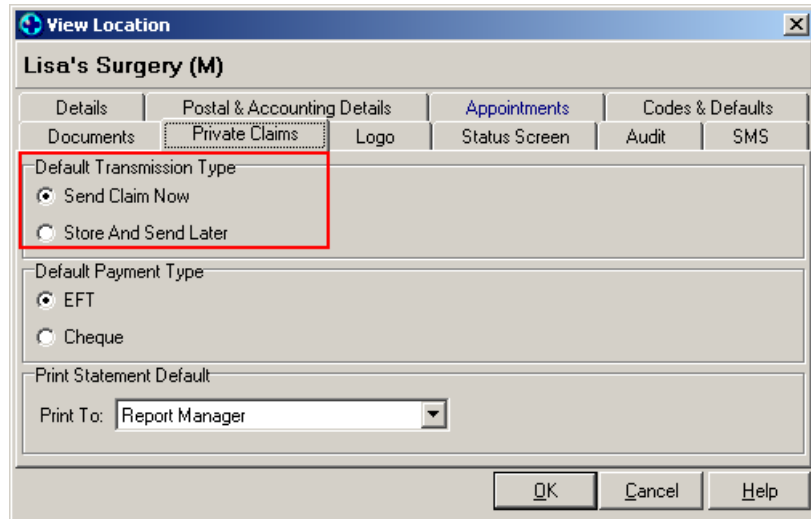 View Location
Lisa's Surgery (M)
Details Postal & Accounting Details Appointments Codes & Defaults
Documents Private Claims Logo Status Screen Audit SMS
Default Transmission Type
Send Claim Now
Store And Send Later
Default Payment Type
EFT
Cheque
Print Statement Default
Print To: Report Manager
OK Cancel Help